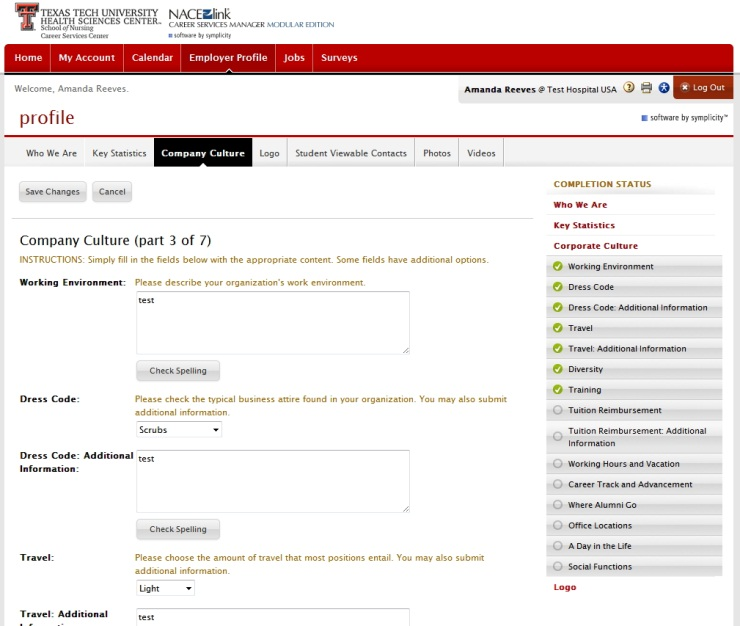 TEXAS TECH UNIVERSITY
HEALTH SCIENCES CENTER.
School of Nursing
Career Services Center
NACElink
CAREER SERVICES MANAGER MODULAR EDITION
software by symplicity
Home My Account Calendar Employer Profile Jobs Surveys
Welcome, Amanda Reeves.
Amanda Reeves @ Test Hospital USA ? Log Out
profile
software by symplicity™
Who We Are Key Statistics Company Culture Logo Student Viewable Contacts Photos Videos
Save Changes Cancel
Company Culture (part 3 of 7)
INSTRUCTIONS: Simply fill in the fields below with the appropriate content. Some fields have additional options.
Working Environment: Please describe your organization's work environment.
test
Check Spelling
Dress Code: Please check the typical business attire found in your organization. You may also submit
additional information.
Scrubs
Dress Code: Additional
Information:
test
Check Spelling
Travel: Please choose the amount of travel that most positions entail. You may also submit
additional information.
Light
Travel: Additional
test
COMPLETION STATUS
Who We Are
Key Statistics
Corporate Culture
Working Environment
Dress Code
Dress Code: Additional Information
Travel
Travel: Additional Information
Diversity
Training
Tuition Reimbursement
Tuition Reimbursement: Additional
Information
Working Hours and Vacation
Career Track and Advancement
Where Alumni Go
Office Locations
A Day in the Life
Social Functions
Logo